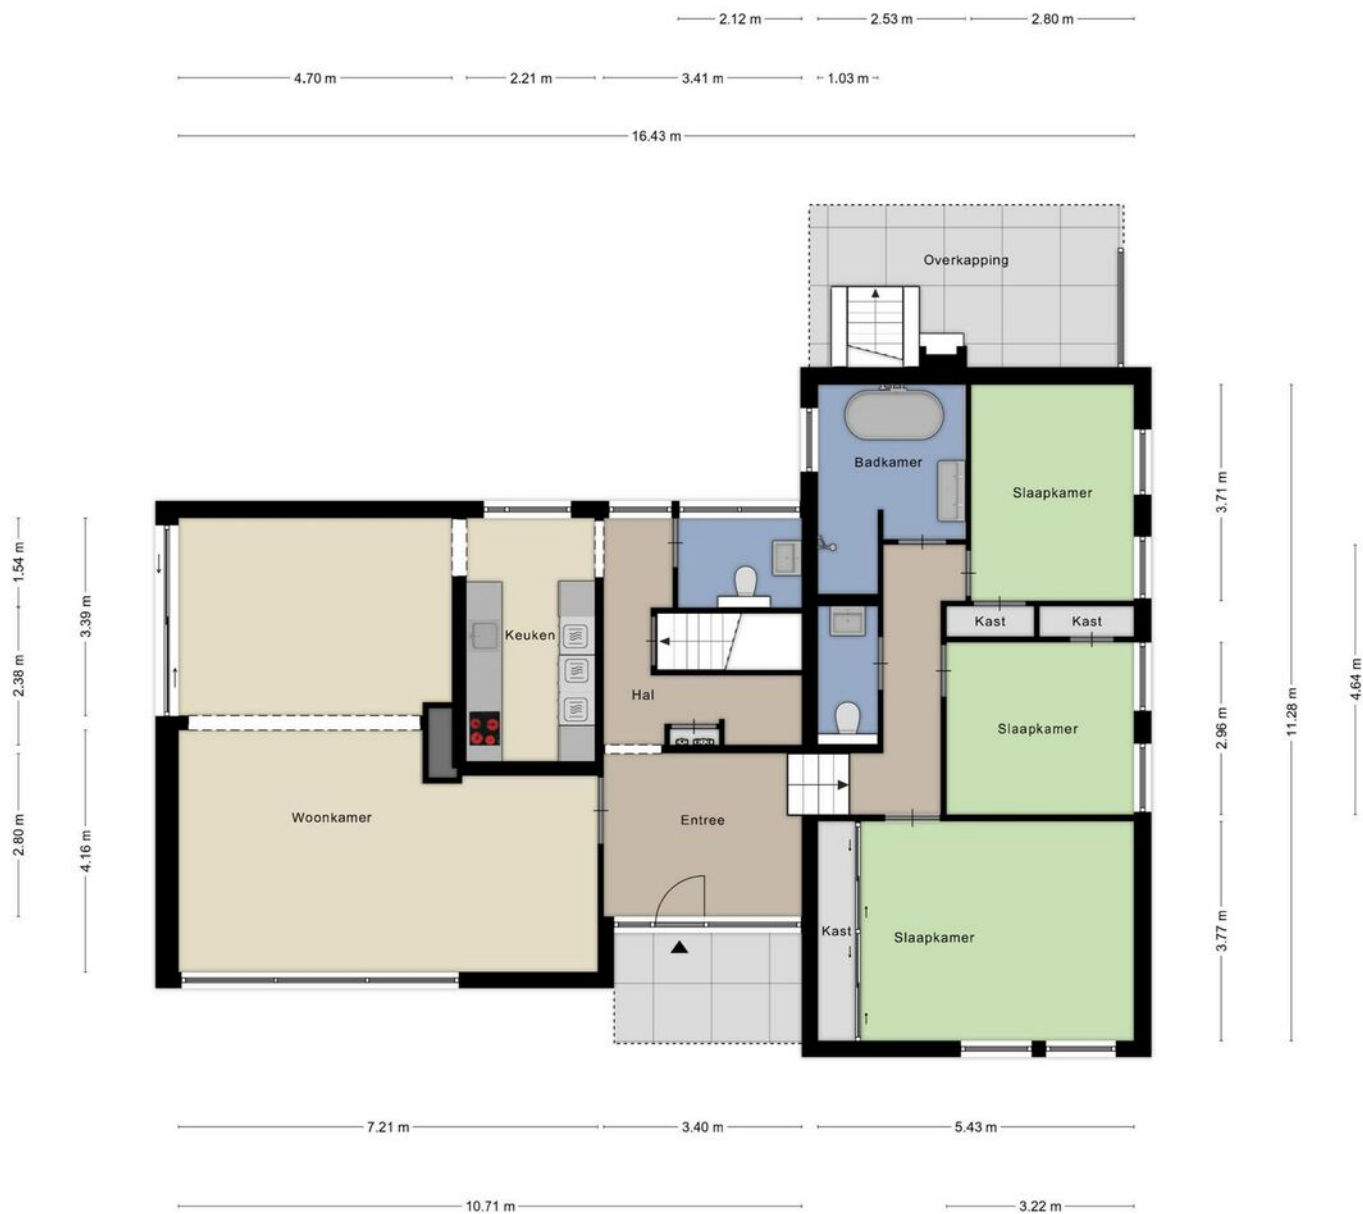 2.12 m
2.53 m
2.80 m
4.70 m
2.21 m
3.41 m
1.03 m
16.43 m
Overkapping
Badkamer
Slaapkamer
3.71 m
1.54 m
3.39 m
Keuken
Kast
Kast
2.38 m
Hal
4.64 m
11.28 m
2.96 m
Slaapkamer
Woonkamer
Entree
2.80 m
4.16 m
Kast
Slaapkamer
3.77 m
7.21 m
3.40 m
5.43 m
10.71 m
3.22 m